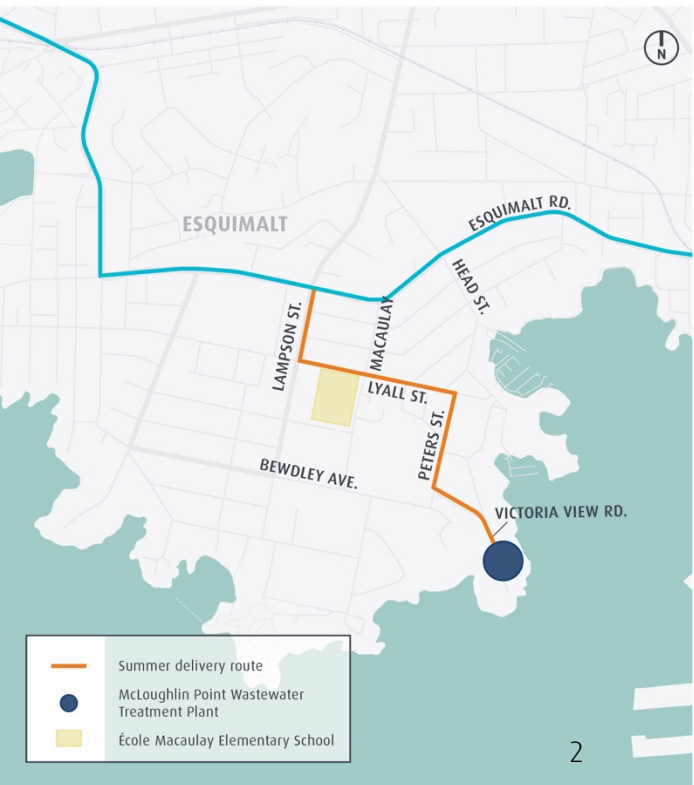 N
ESQUIMALT
ESQUIMALT RD.
HEAD ST.
LAMPSON ST.
MACAULAY
LYALL ST.
PETERS ST.
BEWDLEY AVE.
VICTORIA VIEW RD.
Summer delivery route
McLoughlin Point Wastewater
Treatment Plant
École Macaulay Elementary School
2